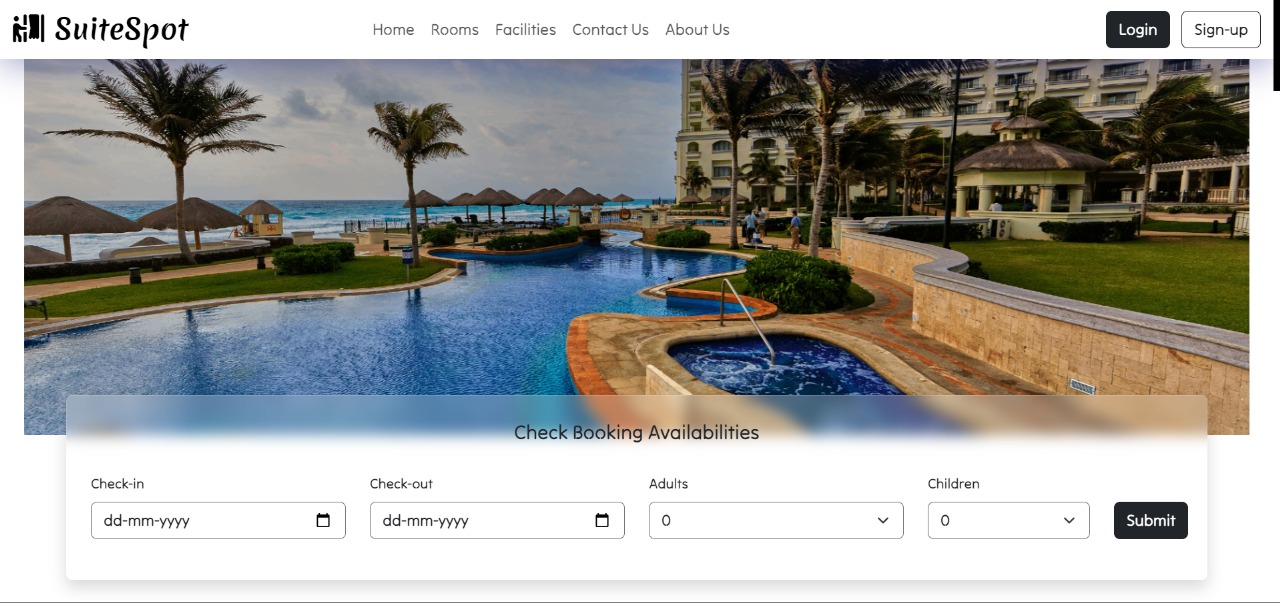 SuiteSpot
Home Rooms Facilities Contact Us About Us
Login Sign-up
Check Booking Availabilities
Check-in Check-out Adults Children
dd-mm-yyyy dd-mm-yyyy 0 0 Submit